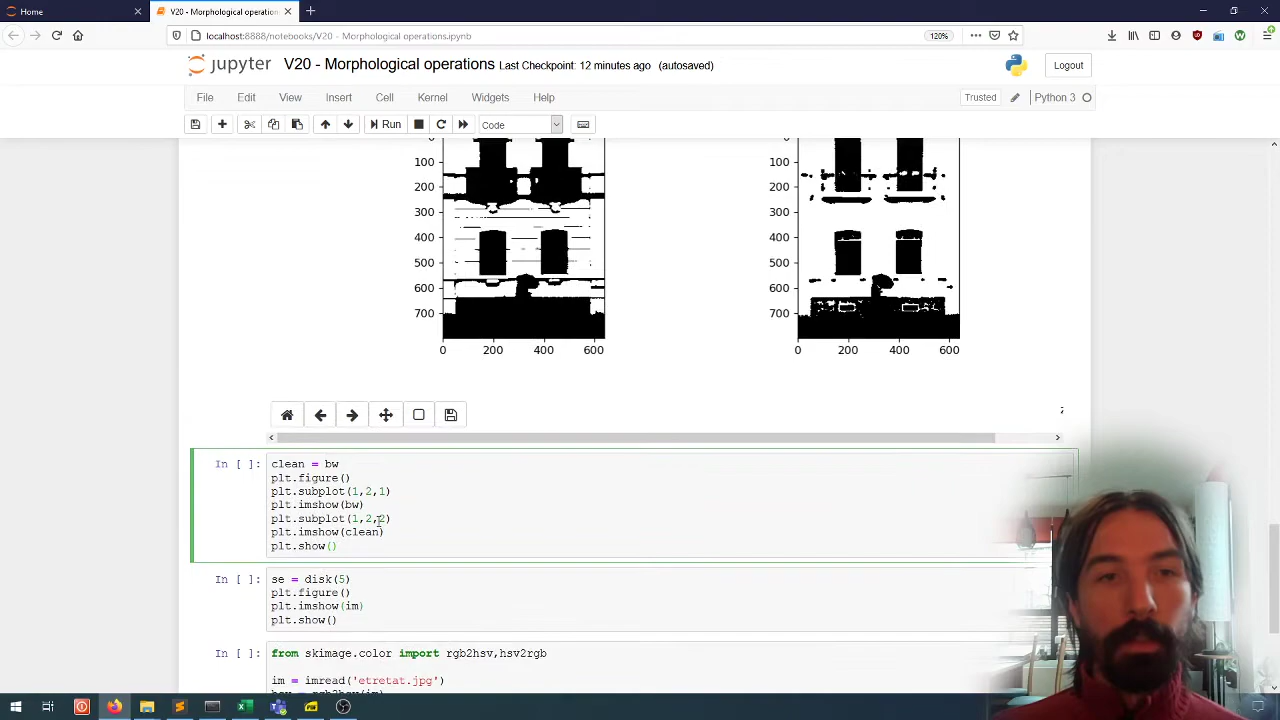 Home
V20 - Morphological operation
localhost:8888/notebooks/V20 - Morphological operations.ipynb
120%
jupyter V20 - Morphological operations Last Checkpoint: 12 minutes ago (autosaved)
Logout
File Edit View Insert Cell Kernel Widgets Help
Trusted Python 3
Run Code
0
100
200
300
400
500
600
700
0 200 400 600
0
100
200
300
400
500
600
700
0 200 400 600
In [ ]:
clean = bw
plt.figure()
plt.subplot(1,2,1)
plt.imshow(bw)
plt.subplot(1,2,2)
plt.imshow(clean)
plt.show()
In [ ]:
se = disk(5)
plt.figure()
plt.imshow(im)
plt.show()
In [ ]:
from skimage.color import rgb2hsv,hsv2rgb
im = imread('etretat.jpg')